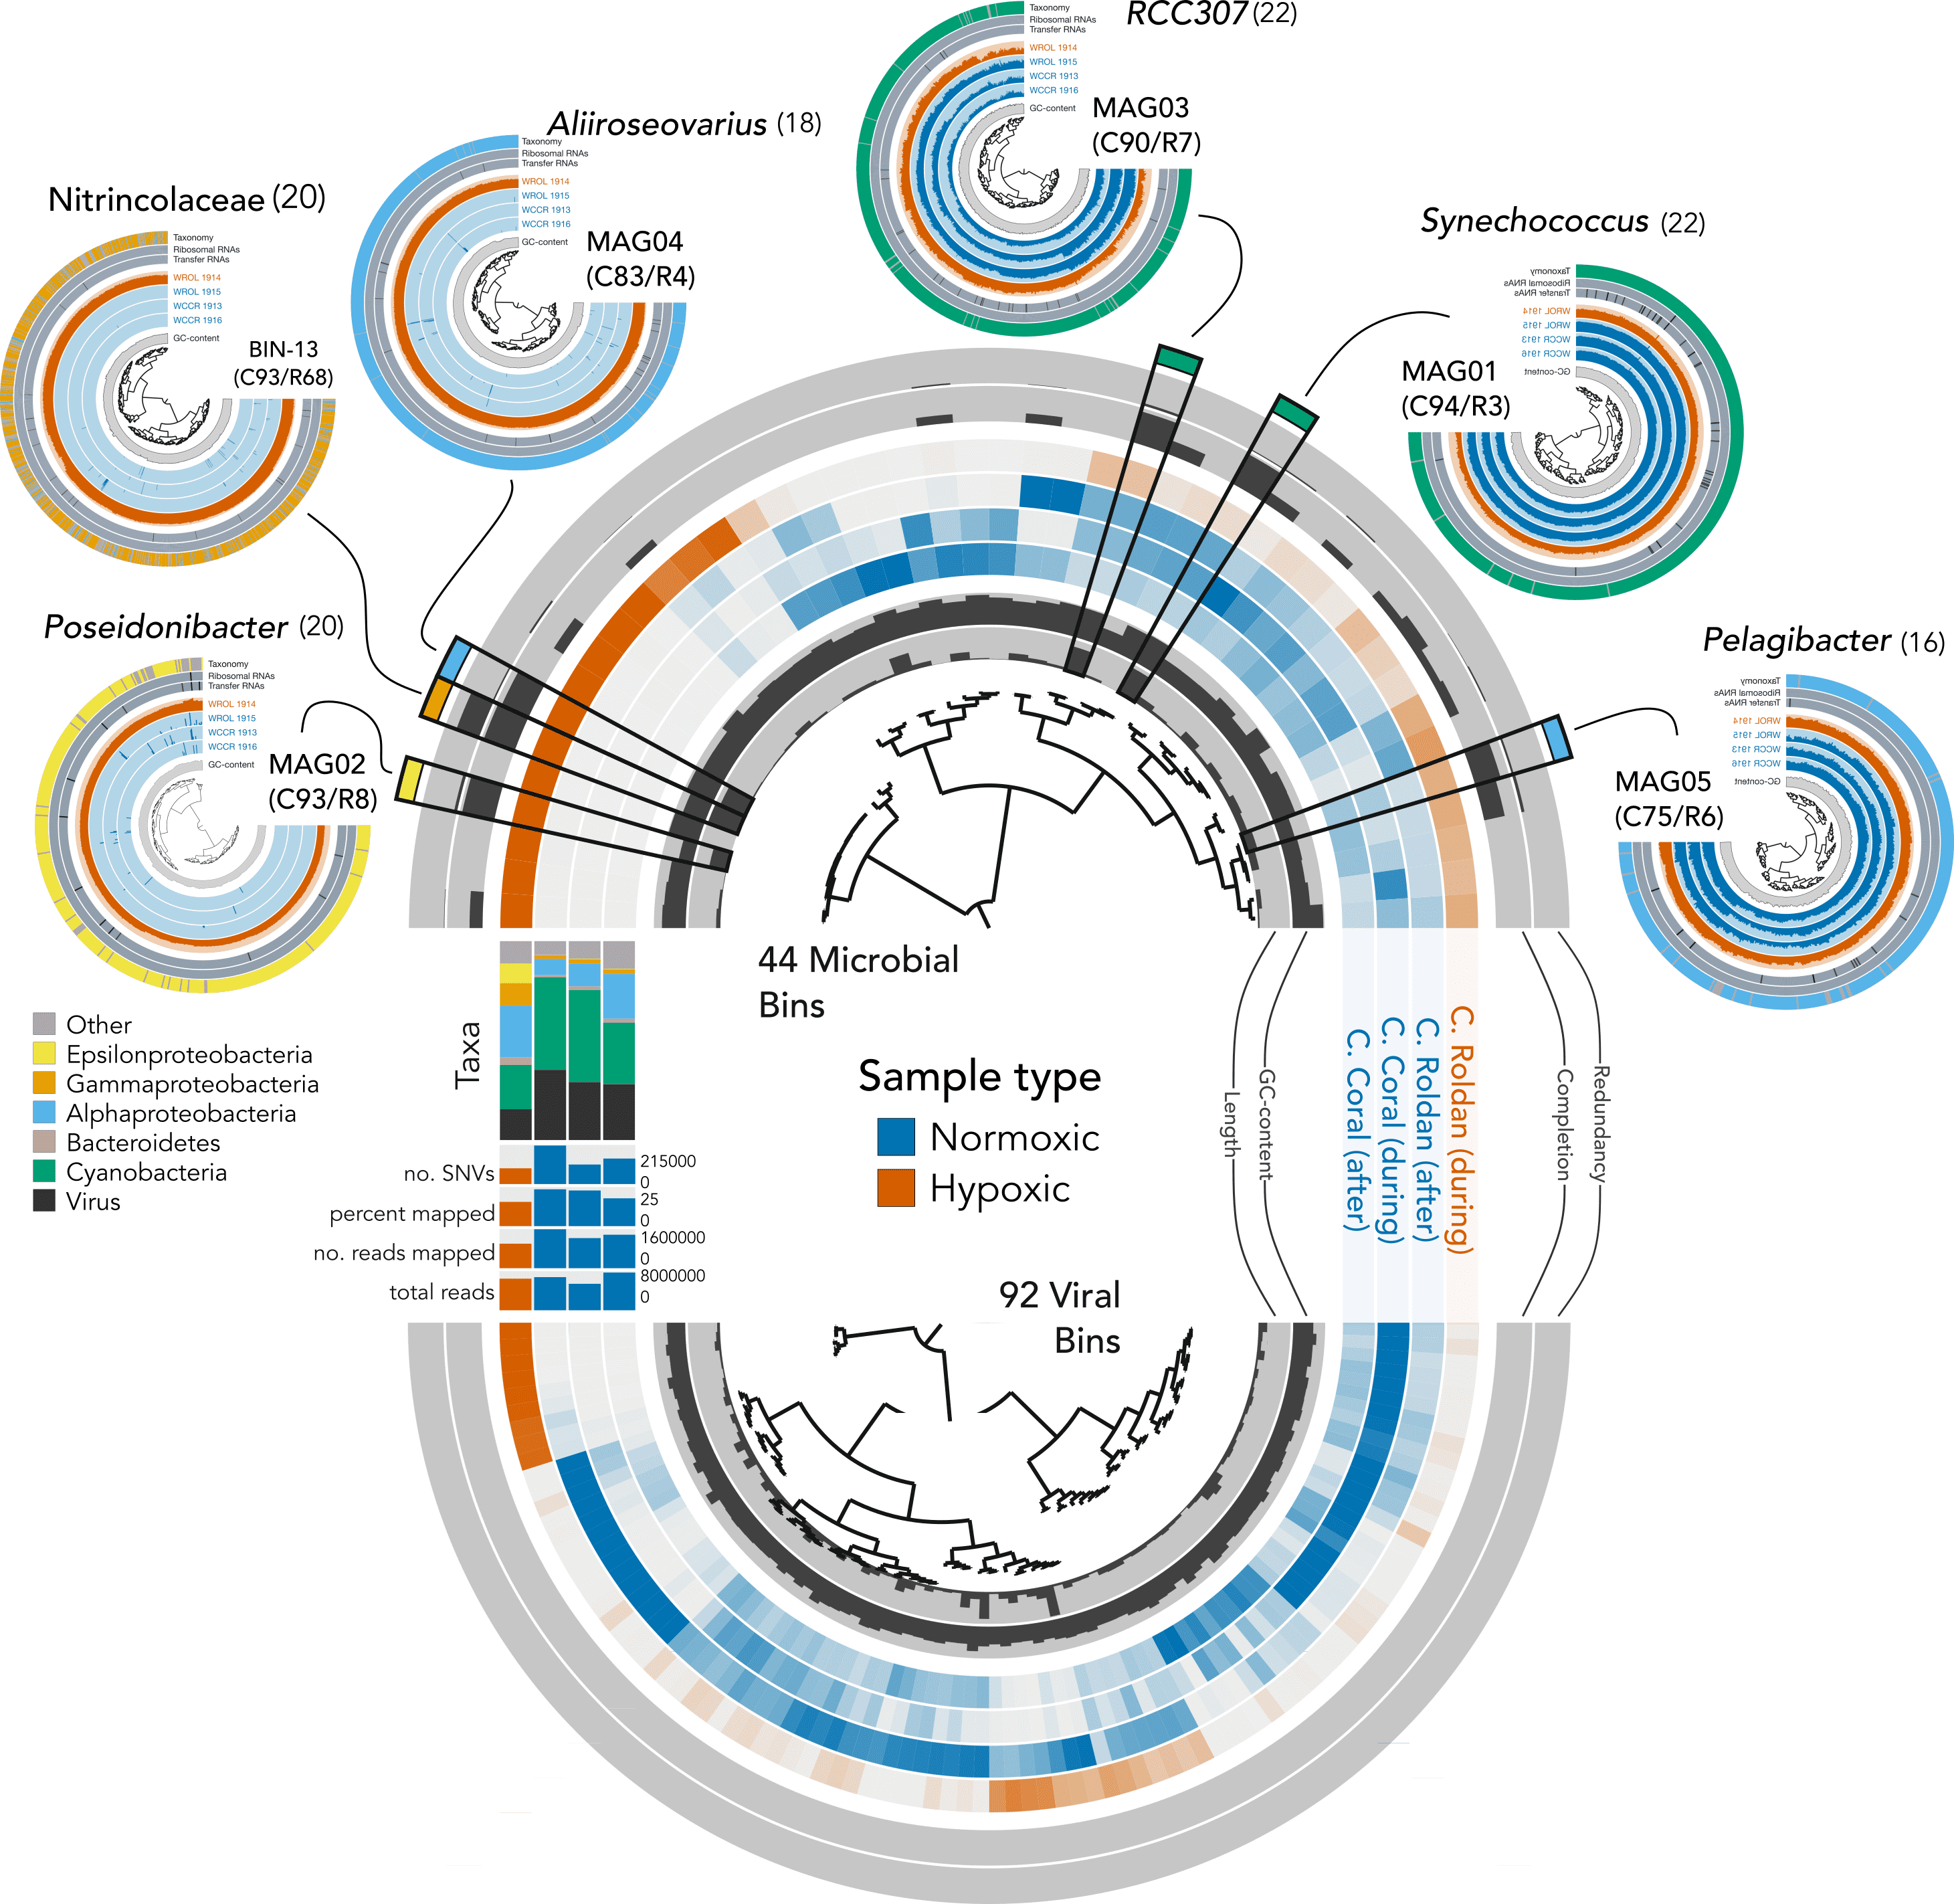 RCC307 (22)
Taxonomy
Ribosomal RNAs
Transfer RNAs
WROL 1914
WROL 1915
WCCR 1913
WCCR 1916
GC-content
MAG03
(C90/R7)
Aliiroseovarius (18)
Taxonomy
Ribosomal RNAs
Transfer RNAs
WROL 1914
WROL 1915
WCCR 1913
WCCR 1916
GC-content
MAG04
(C83/R4)
Nitrincolaceae (20)
Taxonomy
Ribosomal RNAs
Transfer RNAs
WROL 1914
WROL 1915
WCCR 1913
WCCR 1916
GC-content
BIN-13
(C93/R68)
Synechococcus (22)
Taxonomy
Ribosomal RNAs
Transfer RNAs
WROL 1914
WROL 1915
WCCR 1913
WCCR 1916
GC-content
MAG01
(C94/R3)
Poseidonibacter (20)
Taxonomy
Ribosomal RNAs
Transfer RNAs
WROL 1914
WROL 1915
WCCR 1913
WCCR 1916
GC-content
MAG02
(C93/R8)
Pelagibacter (16)
Taxonomy
Ribosomal RNAs
Transfer RNAs
WROL 1914
WROL 1915
WCCR 1913
WCCR 1916
GC-content
MAG05
(C75/R6)
44 Microbial
Bins
Other
Epsilonproteobacteria
Gammaproteobacteria
Alphaproteobacteria
Bacteroidetes
Cyanobacteria
Virus
Taxa
no. SNVs
215000
0
percent mapped
25
0
no. reads mapped
1600000
0
total reads
8000000
0
Sample type
Normoxic
Hypoxic
Length
GC-content
C. Coral (after)
C. Coral (during)
C. Roldan (after)
C. Roldan (during)
Completion
Redundancy
92 Viral
Bins